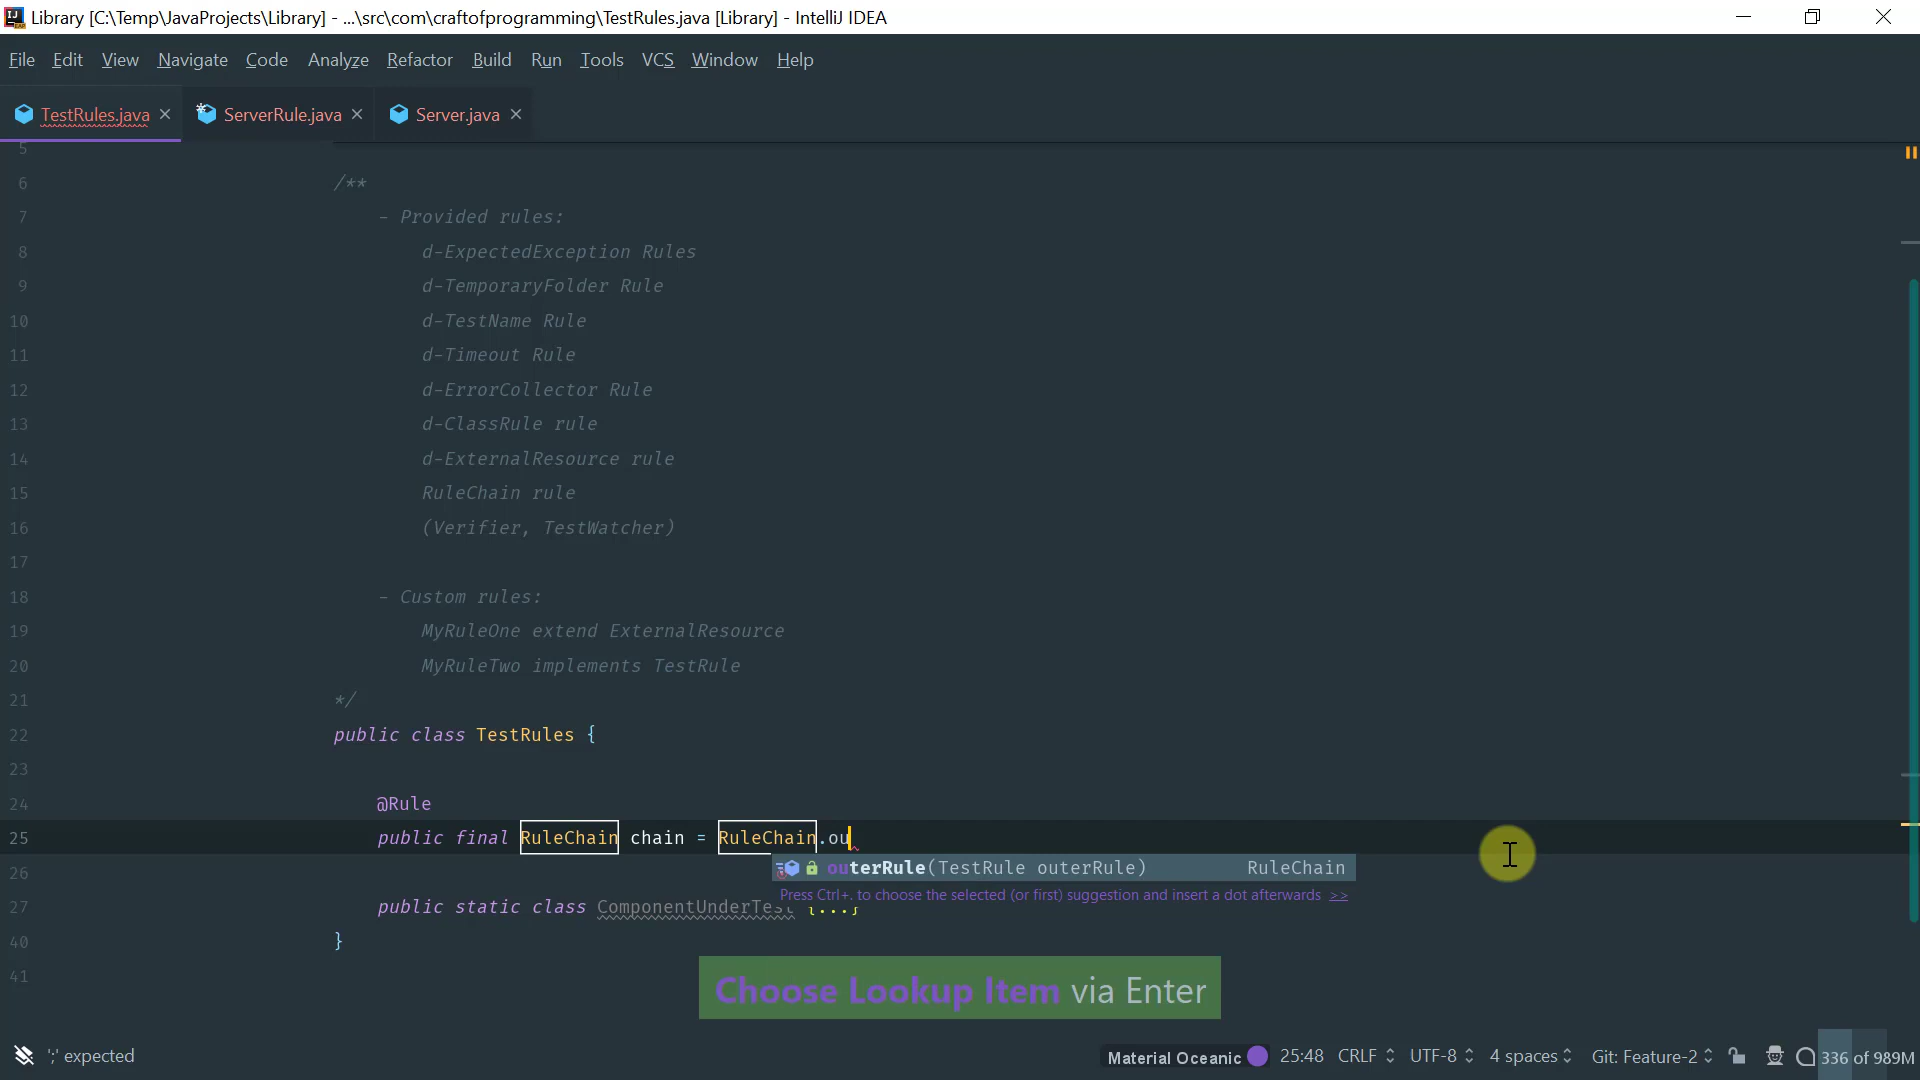 Library [C:\Temp\JavaProjects\Library] - ...\src\com\craftofprogramming\TestRules.java [Library] - IntelliJ IDEA
File Edit View Navigate Code Analyze Refactor Build Run Tools VCS Window Help
TestRules.java ServerRule.java Server.java
5
6 /**
7 - Provided rules:
8 d-ExpectedException Rules
9 d-TemporaryFolder Rule
10 d-TestName Rule
11 d-Timeout Rule
12 d-ErrorCollector Rule
13 d-ClassRule rule
14 d-ExternalResource rule
15 RuleChain rule
16 (Verifier, TestWatcher)
17
18 - Custom rules:
19 MyRuleOne extend ExternalResource
20 MyRuleTwo implements TestRule
21 */
22 public class TestRules {
23
24 @Rule
25 public final RuleChain chain = RuleChain.ou
26 outerRule(TestRule outerRule) RuleChain
Press Ctrl+. to choose the selected (or first) suggestion and insert a dot afterwards >>
27 public static class ComponentUnderTest {...}
40 }
41
Choose Lookup Item via Enter
';' expected Material Oceanic 25:48 CRLF UTF-8 4 spaces Git: Feature-2 336 of 989M